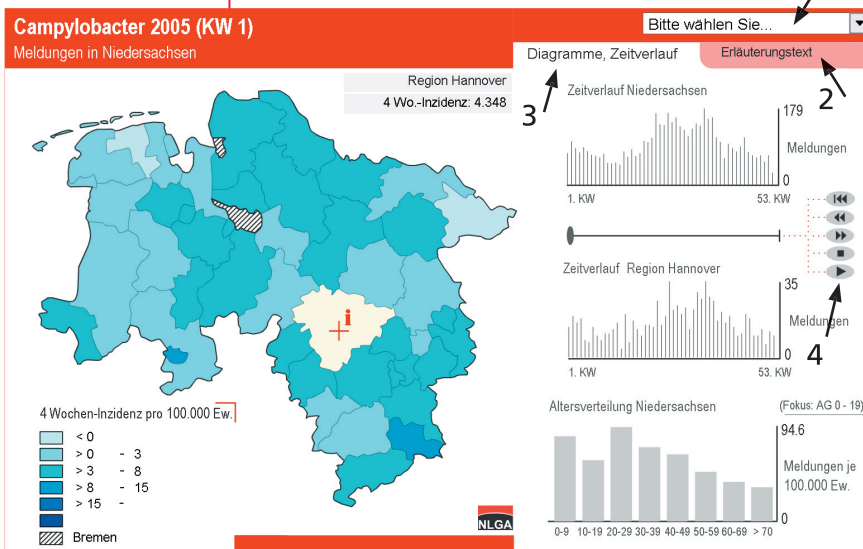 Campylobacter 2005 (KW 1)
Meldungen in Niedersachsen
Region Hannover
4 Wo.-Inzidenz: 4.348
i
4 Wochen-Inzidenz pro 100.000 Ew.
< 0
> 0 - 3
> 3 - 8
> 8 - 15
> 15 -
Bremen
NLGA
Bitte wählen Sie...
Diagramme, Zeitverlauf
Erläuterungstext
3
2
Zeitverlauf Niedersachsen
179
Meldungen
0
1. KW 53. KW
Zeitverlauf Region Hannover
35
Meldungen
0
4
1. KW 53. KW
Altersverteilung Niedersachsen
(Fokus: AG 0 - 19)
94.6
Meldungen je
100.000 Ew.
0
0-9 10-19 20-29 30-39 40-49 50-59 60-69 > 70